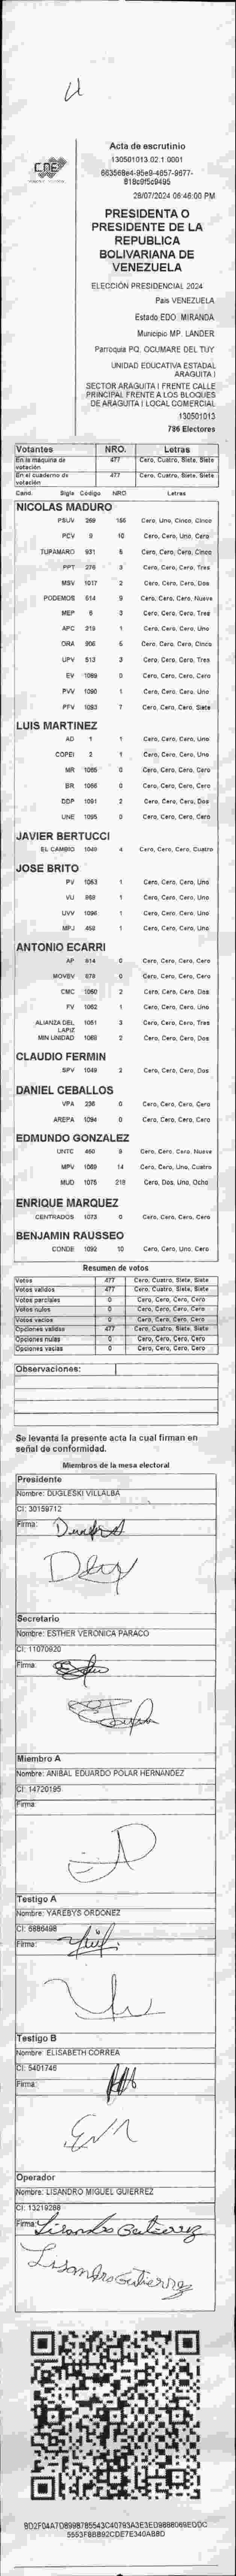 CNE
Acta de escrutinio
130501013.02.1.0001
28/07/2024 06:46:00 PM
PRESIDENTA O
PRESIDENTE DE LA
REPUBLICA
BOLIVARIANA DE
VENEZUELA
ELECCIÓN PRESIDENCIAL 2024
Pais VENEZUELA
Estado EDO. MIRANDA
Municipio MP. LANDER
Parroquia PQ. OCUMARE DEL TUY
UNIDAD EDUCATIVA ESTADAL
ARAGUITA I
SECTOR ARAGUITA I FRENTE CALLE
PRINCIPAL FRENTE A LOS BLOQUES
DE ARAGUITA I LOCAL COMERCIAL
130501013
786 Electores
Votantes NRO. Letras
En la máquina de votación 477 Cero, Cuatro, Siete, Siete
En el cuaderno de votación 477 Cero, Cuatro, Siete, Siete
Cand. Sigla Código NRO Letras
NICOLAS MADURO
PSUV 269 155 Cero, Uno, Cinco, Cinco
PCV 9 10 Cero, Cero, Uno, Cero
TUPAMARO 931 5 Cero, Cero, Cero, Cinco
PPT 276 3 Cero, Cero, Cero, Tres
MSV 1017 2 Cero, Cero, Cero, Dos
PODEMOS 514 9 Cero, Cero, Cero, Nueve
MEP 6 3 Cero, Cero, Cero, Tres
APC 219 1 Cero, Cero, Cero, Uno
ORA 906 5 Cero, Cero, Cero, Cinco
UPV 513 3 Cero, Cero, Cero, Tres
EV 1089 0 Cero, Cero, Cero, Cero
PVV 1090 1 Cero, Cero, Cero, Uno
PFV 1093 7 Cero, Cero, Cero, Siete
LUIS MARTINEZ
AD 1 1 Cero, Cero, Cero, Uno
COPEI 2 1 Cero, Cero, Cero, Uno
MR 1065 0 Cero, Cero, Cero, Cero
BR 1056 0 Cero, Cero, Cero, Cero
DDP 1091 2 Cero, Cero, Cero, Dos
UNE 1095 0 Cero, Cero, Cero, Cero
JAVIER BERTUCCI
EL CAMBIO 1049 4 Cero, Cero, Cero, Cuatro
JOSE BRITO
PV 1053 1 Cero, Cero, Cero, Uno
VU 969 1 Cero, Cero, Cero, Uno
UVV 1096 1 Cero, Cero, Cero, Uno
MPJ 468 1 Cero, Cero, Cero, Uno
ANTONIO ECARRI
AP 914 0 Cero, Cero, Cero, Cero
MOVEV 870 0 Cero, Cero, Cero, Cero
CMC 1050 2 Cero, Cero, Cero, Dos
FV 1062 1 Cero, Cero, Cero, Uno
ALIANZA DEL LAPIZ 1051 3 Cero, Cero, Cero, Tres
MIN UNIDAD 1068 2 Cero, Cero, Cero, Dos
CLAUDIO FERMIN
SPV 1049 2 Cero, Cero, Cero, Dos
DANIEL CEBALLOS
VPA 236 0 Cero, Cero, Cero, Cero
AREPA 1094 0 Cero, Cero, Cero, Cero
EDMUNDO GONZALEZ
UNTC 460 9 Cero, Cero, Cero, Nueve
MPV 1069 14 Cero, Cero, Uno, Cuatro
MUD 1075 218 Cero, Dos, Uno, Ocho
ENRIQUE MARQUEZ
CENTRADOS 1073 0 Cero, Cero, Cero, Cero
BENJAMIN RAUSSEO
CONDE 1092 10 Cero, Cero, Uno, Cero
Resumen de votos
Votos 477 Cero, Cuatro, Siete, Siete
Votos validos 477 Cero, Cuatro, Siete, Siete
Votos parciales 0 Cero, Cero, Cero, Cero
Votos nulos 0 Cero, Cero, Cero, Cero
Votos vacios 0 Cero, Cero, Cero, Cero
Opciones validas 477 Cero, Cuatro, Siete, Siete
Opciones nulas 0 Cero, Cero, Cero, Cero
Opciones vacias 0 Cero, Cero, Cero, Cero
Observaciones:
Se levanta la presente acta la cual firman en
señal de conformidad.
Miembros de la mesa electoral
Presidente
Nombre: DUGLESKI VILLALBA
CI: 30159712
Firma:
Secretario
Nombre: ESTHER VERONICA PARACO
CI: 11070920
Firma:
Miembro A
Nombre: ANIBAL EDUARDO POLAR HERNANDEZ
CI: 14720195
Firma:
Testigo A
Nombre: YAREBYS ORDONEZ
CI: 6886498
Firma:
Testigo B
Nombre: ELISABETH CORREA
CI: 5401746
Firma:
Operador
Nombre: LISANDRO MIGUEL GUIERREZ
CI: 13219288
Firma: Lisandro Gutierrez
Lisandro Gutierrez